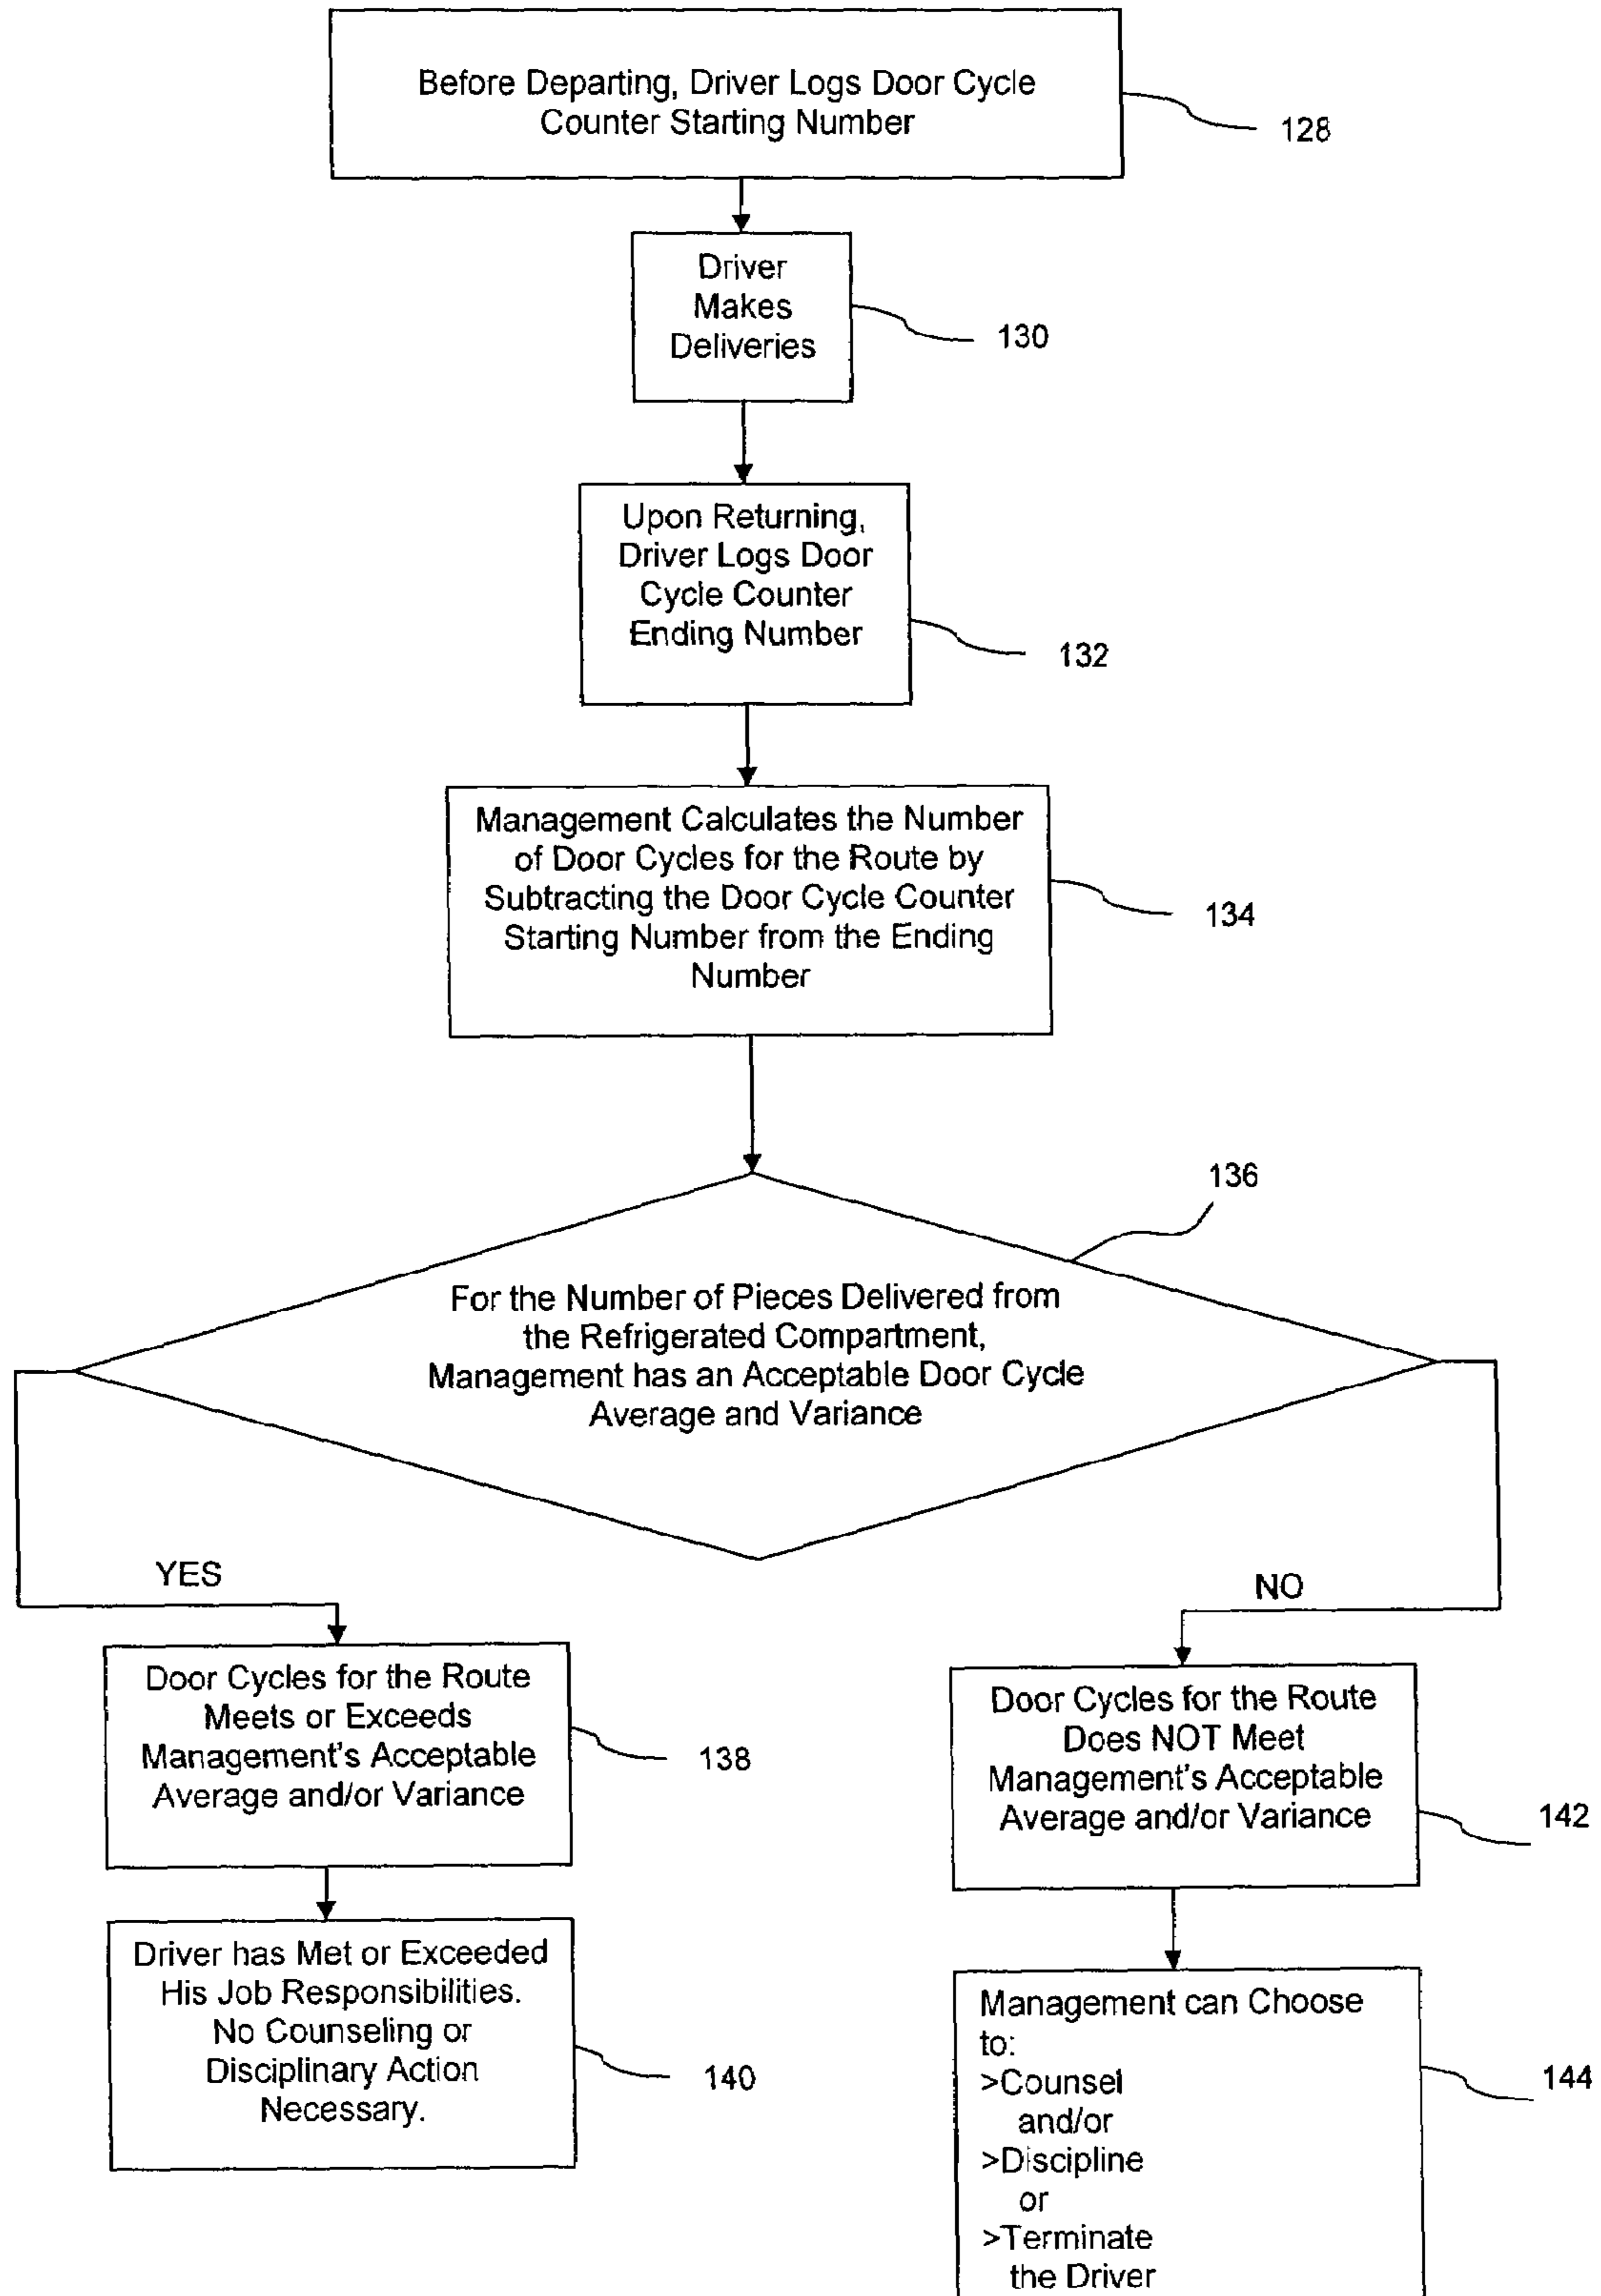 Before Departing, Driver Logs Door Cycle
Counter Starting Number
128
Driver
Makes
Deliveries
130
Upon Returning,
Driver Logs Door
Cycle Counter
Ending Number
132
Management Calculates the Number
of Door Cycles for the Route by
Subtracting the Door Cycle Counter
Starting Number from the Ending
Number
134
136
For the Number of Pieces Delivered from
the Refrigerated Compartment,
Management has an Acceptable Door Cycle
Average and Variance
YES
NO
Door Cycles for the Route
Meets or Exceeds
Management's Acceptable
Average and/or Variance
138
Door Cycles for the Route
Does NOT Meet
Management's Acceptable
Average and/or Variance
142
Driver has Met or Exceeded
His Job Responsibilities.
No Counseling or
Disciplinary Action
Necessary.
140
Management can Choose
to:
>Counsel
and/or
>Discipline
or
>Terminate
the Driver
144